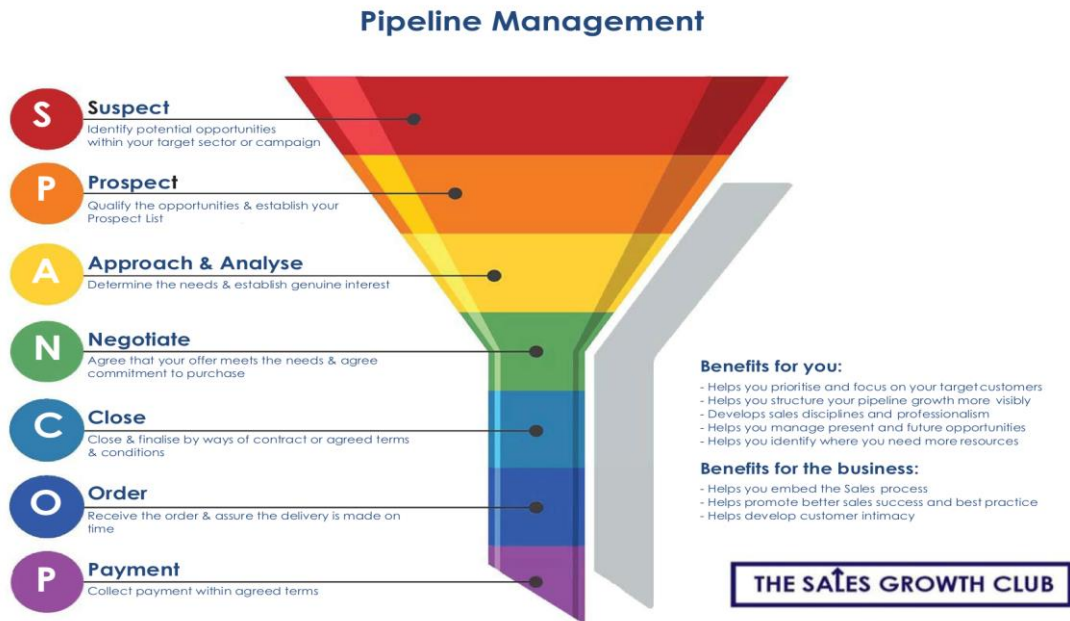 Pipeline Management
S
Suspect
Identify potential opportunities
within your target sector or campaign
P
Prospect
Qualify the opportunities & establish your
Prospect List
A
Approach & Analyse
Determine the needs & establish genuine interest
N
Negotiate
Agree that your offer meets the needs & agree
commitment to purchase
C
Close
Close & finalise by ways of contract or agreed terms
& conditions
O
Order
Receive the order & assure the delivery is made on
time
P
Payment
Collect payment within agreed terms
Benefits for you:
- Helps you prioritise and focus on your target customers
- Helps you structure your pipeline growth more visibly
- Develops sales disciplines and professionalism
- Helps you manage present and future opportunities
- Helps you identify where you need more resources
Benefits for the business:
- Helps you embed the Sales process
- Helps promote better sales success and best practice
- Helps develop customer intimacy
THE SALES GROWTH CLUB